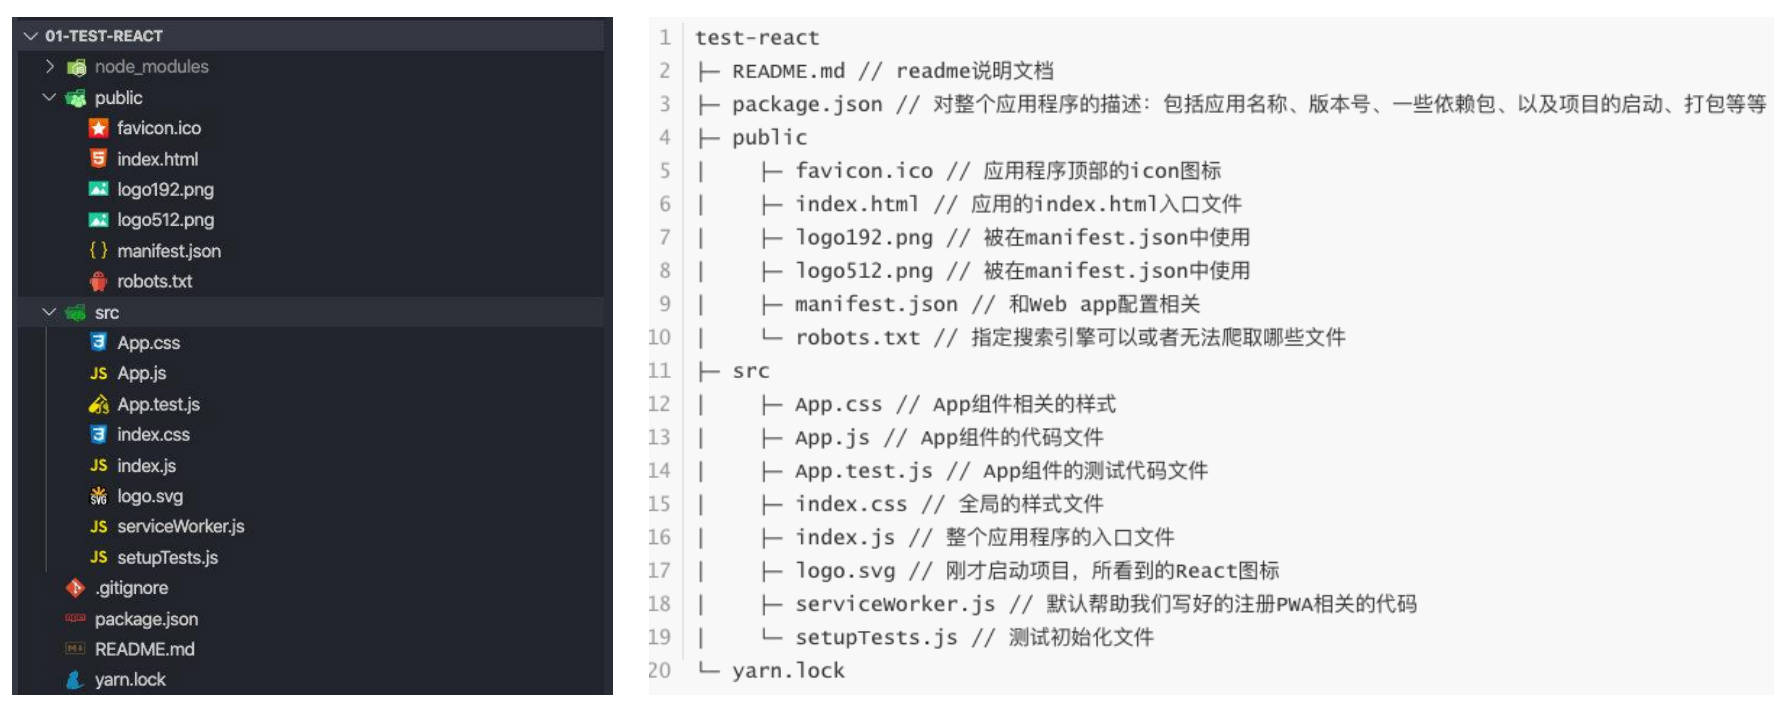 01-TEST-REACT
node_modules
public
favicon.ico
index.html
logo192.png
logo512.png
manifest.json
robots.txt
src
App.css
JS App.js
App.test.js
index.css
JS index.js
SVG logo.svg
JS serviceWorker.js
JS setupTests.js
.gitignore
package.json
README.md
yarn.lock
1 test-react
2 ├─ README.md // readme说明文档
3 ├─ package.json // 对整个应用程序的描述：包括应用名称、版本号、一些依赖包、以及项目的启动、打包等等
4 ├─ public
5 |    ├─ favicon.ico // 应用程序顶部的icon图标
6 |    ├─ index.html // 应用的index.html入口文件
7 |    ├─ logo192.png // 被在manifest.json中使用
8 |    ├─ logo512.png // 被在manifest.json中使用
9 |    ├─ manifest.json // 和Web app配置相关
10 |    └─ robots.txt // 指定搜索引擎可以或者无法爬取哪些文件
11 ├─ src
12 |    ├─ App.css // App组件相关的样式
13 |    ├─ App.js // App组件的代码文件
14 |    ├─ App.test.js // App组件的测试代码文件
15 |    ├─ index.css // 全局的样式文件
16 |    ├─ index.js // 整个应用程序的入口文件
17 |    ├─ logo.svg // 刚才启动项目，所看到的React图标
18 |    ├─ serviceWorker.js // 默认帮助我们写好的注册PWA相关的代码
19 |    └─ setupTests.js // 测试初始化文件
20 └─ yarn.lock